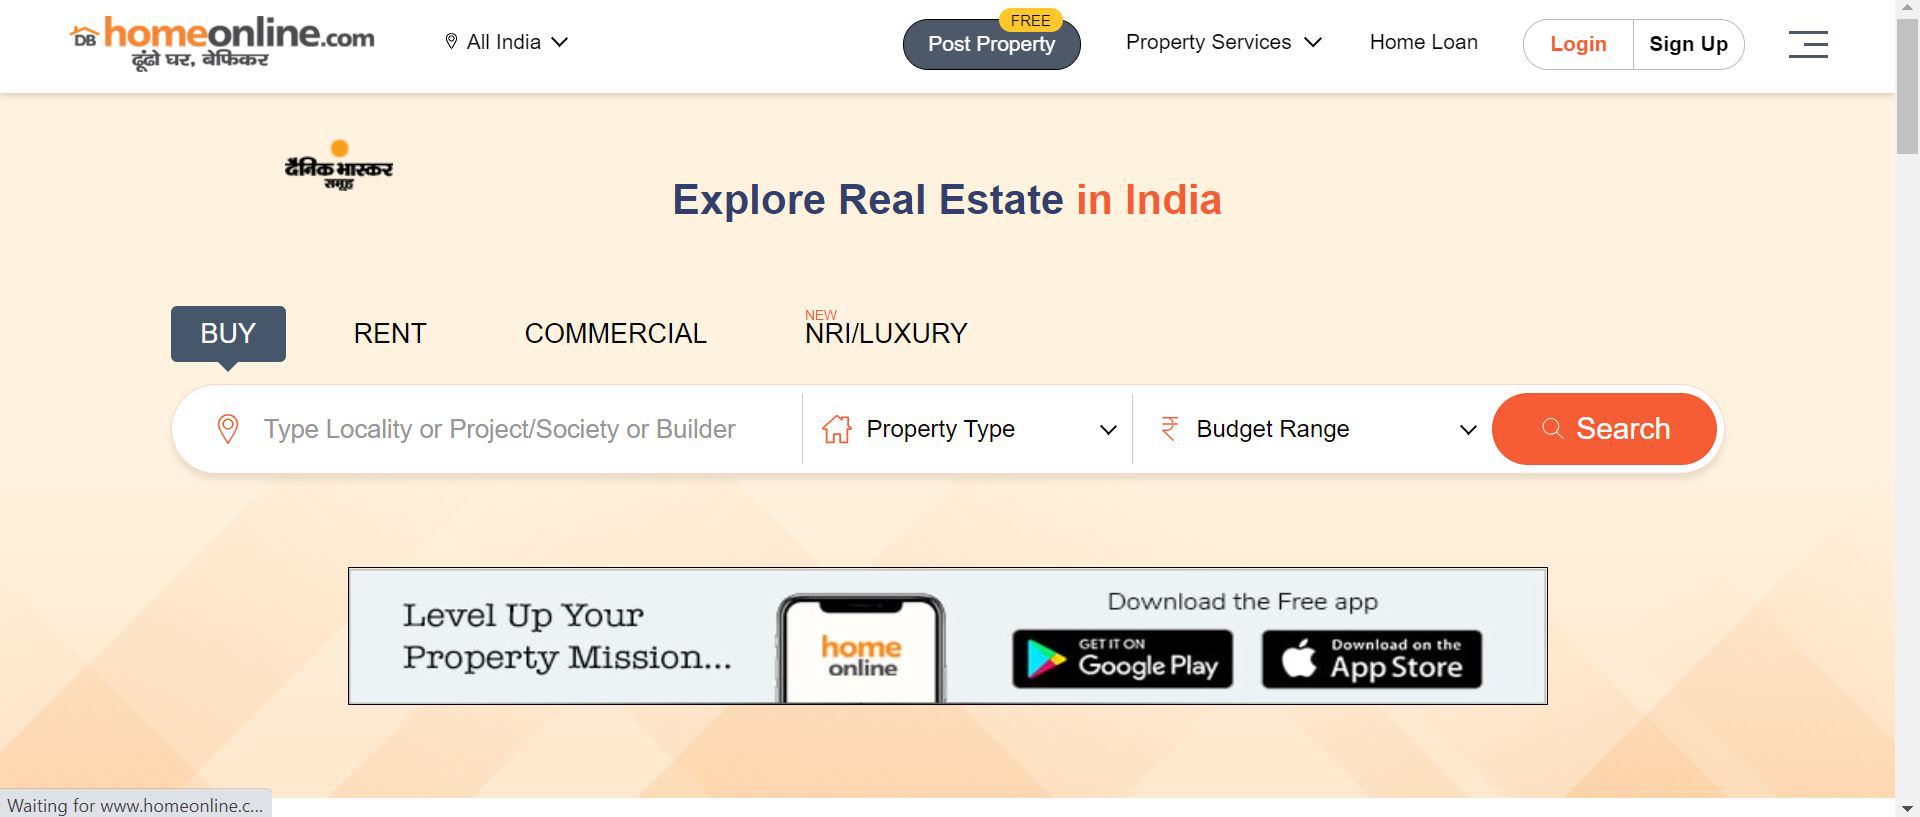 DB homeonline.com
ढूंढो घर, बेफिकर
All India
FREE
Post Property
Property Services
Home Loan
Login
Sign Up
दैनिक भास्कर
समूह
Explore Real Estate in India
BUY
RENT
COMMERCIAL
NEW
NRI/LUXURY
Type Locality or Project/Society or Builder
Property Type
₹ Budget Range
Search
Level Up Your
Property Mission...
home
online
Download the Free app
GET IT ON
Google Play
Download on the
App Store
Waiting for www.homeonline.c...